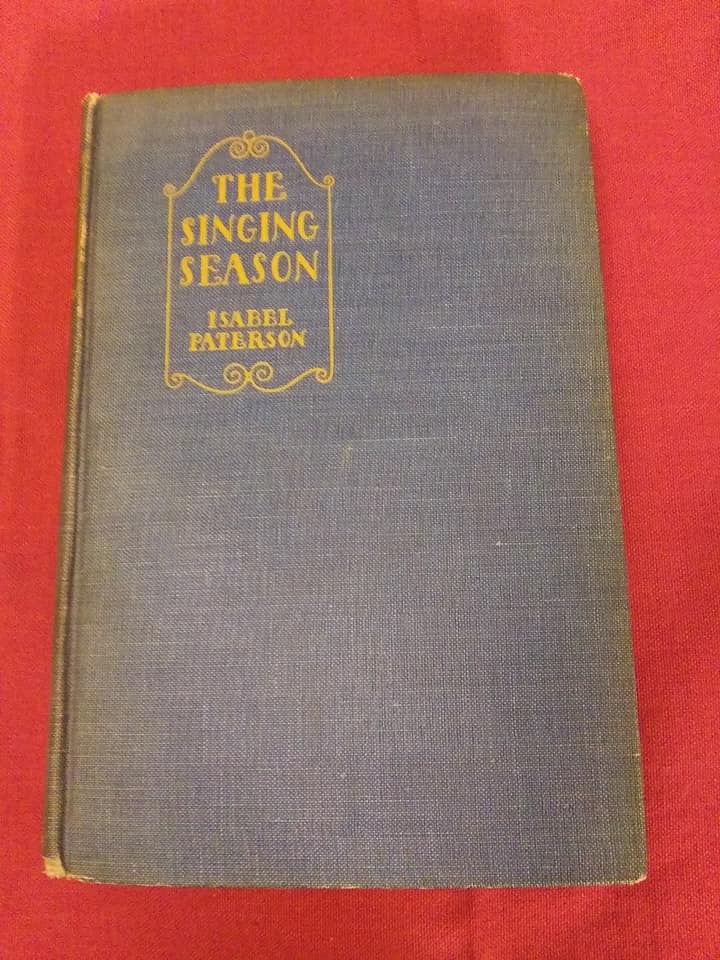 THE
SINGING
SEASON
ISABEL
PATERSON